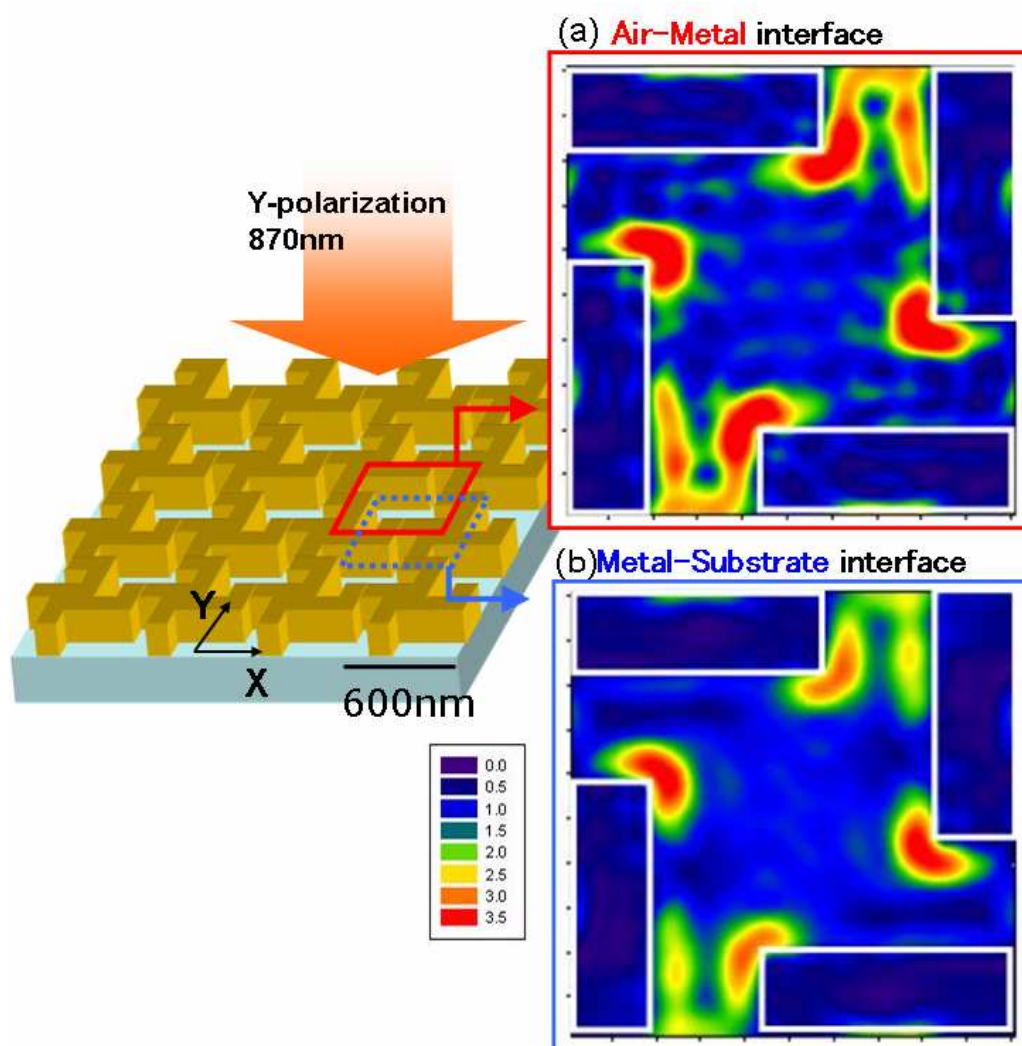 (a) Air-Metal interface
Y-polarization
870nm
(b)Metal-Substrate interface
Y
X
600nm
0.0
0.5
1.0
1.5
2.0
2.5
3.0
3.5